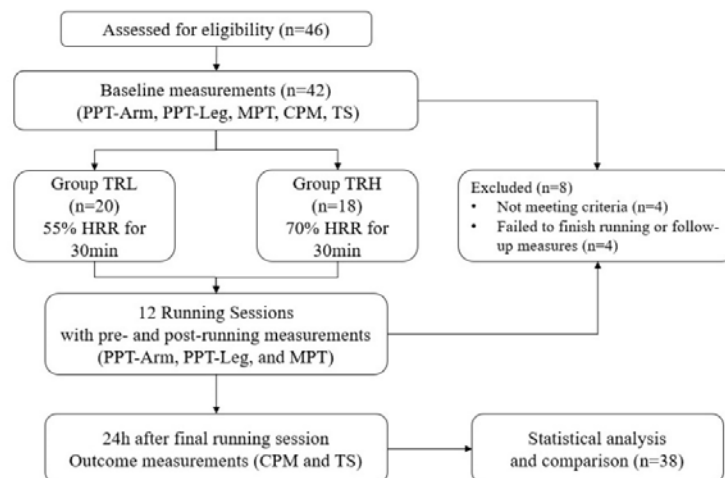 Assessed for eligibility (n=46)
Baseline measurements (n=42)
(PPT-Arm, PPT-Leg, MPT, CPM, TS)
Group TRL
(n=20)
55% HRR for
30min
Group TRH
(n=18)
70% HRR for
30min
Excluded (n=8)
• Not meeting criteria (n=4)
• Failed to finish running or follow-
up measures (n=4)
12 Running Sessions
with pre- and post-running measurements
(PPT-Arm, PPT-Leg, and MPT)
24h after final running session
Outcome measurements (CPM and TS)
Statistical analysis
and comparison (n=38)